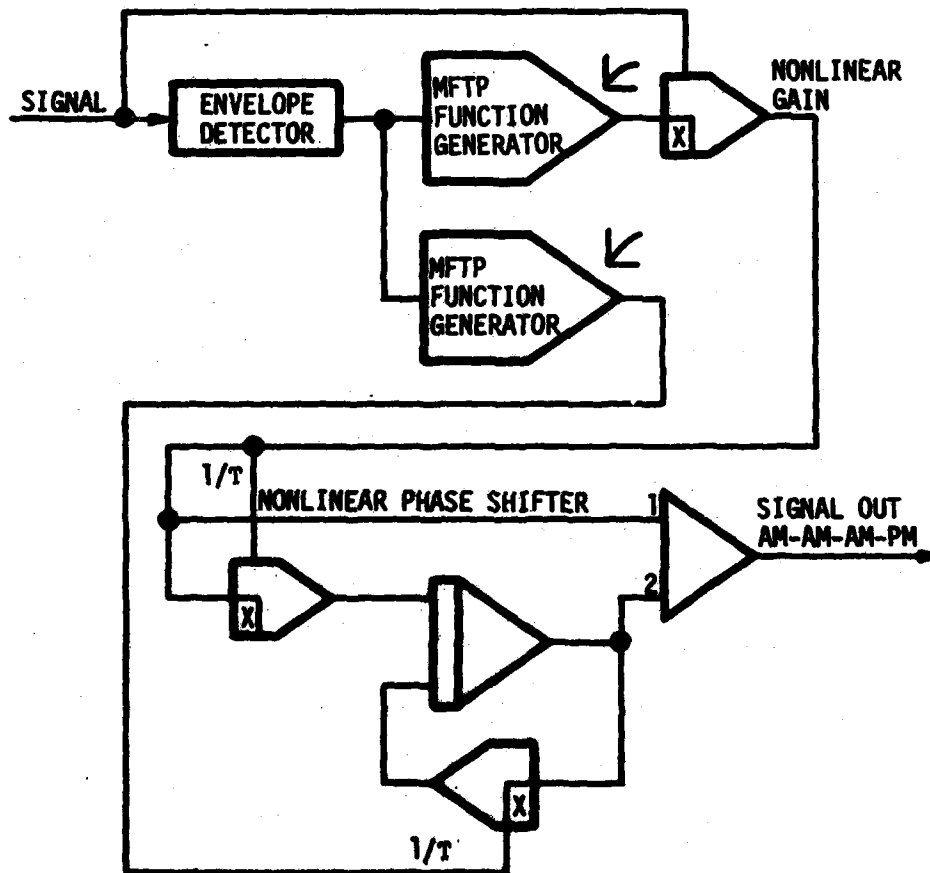 SIGNAL
ENVELOPE
DETECTOR
MFTP
FUNCTION
GENERATOR
X
NONLINEAR
GAIN
MFTP
FUNCTION
GENERATOR
1/T
NONLINEAR PHASE SHIFTER
1
2
SIGNAL OUT
AM-AM-AM-PM
X
X
1/T